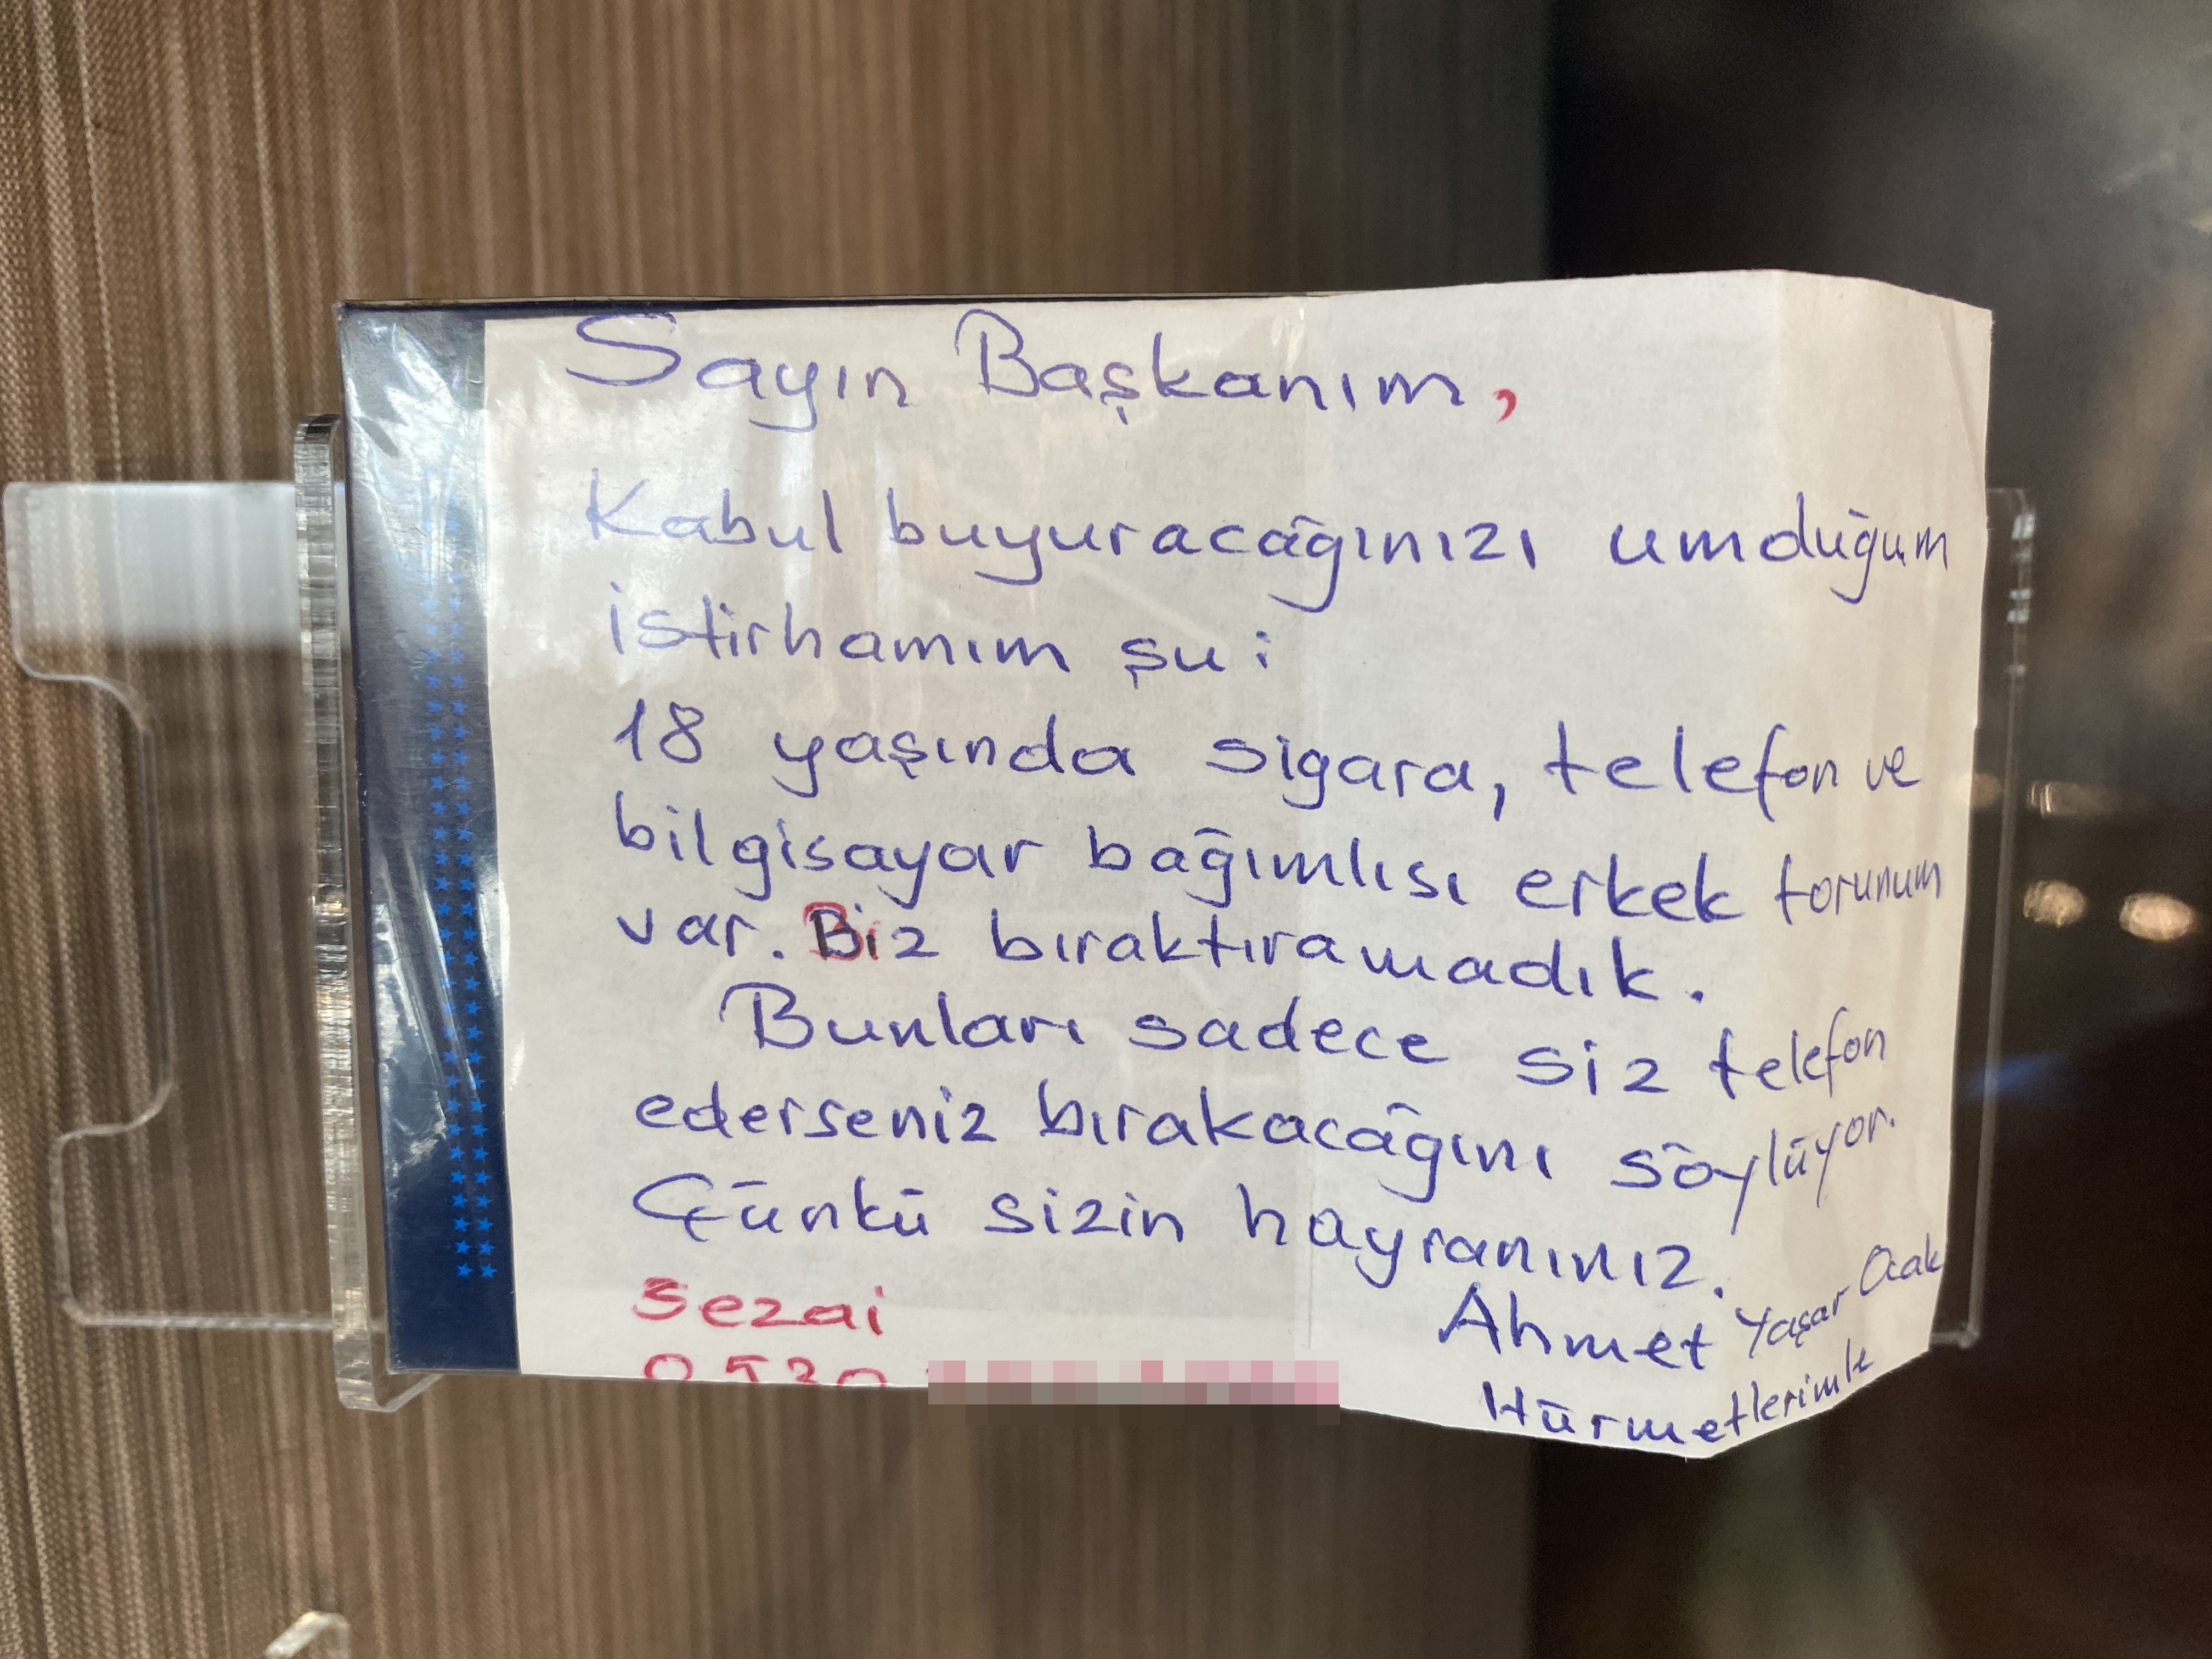 Sayın Başkanım,
Kabul buyuracağınızı umduğum
istirhamım şu:
18 yaşında sigara, telefon ve
bilgisayar bağımlısı erkek torunum
var. Biz bıraktıramadık.
Bunları sadece siz telefon
ederseniz bırakacağını söylüyor.
Çünkü sizin hayranınız.
Sezai
0530
Ahmet Yaşar Ocak
Hürmetlerimle